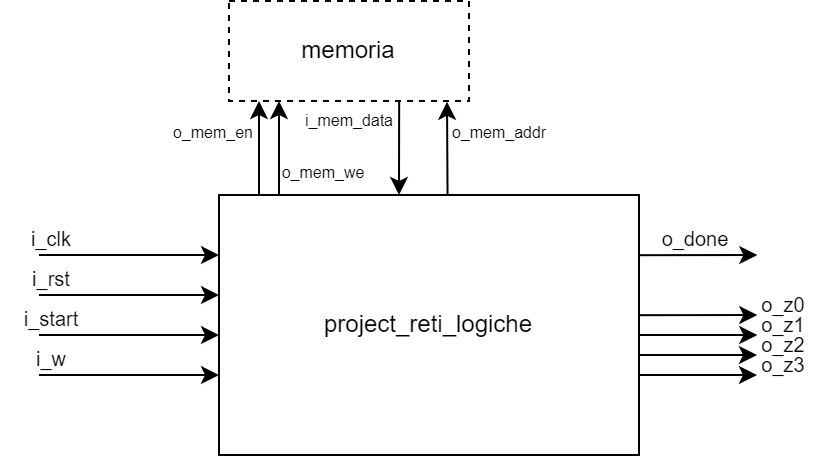 memoria
i_mem_data
o_mem_en
o_mem_addr
o_mem_we
i_clk
o_done
i_rst
o_z0
i_start
project_reti_logiche
o_z1
o_z2
i_w
o_z3